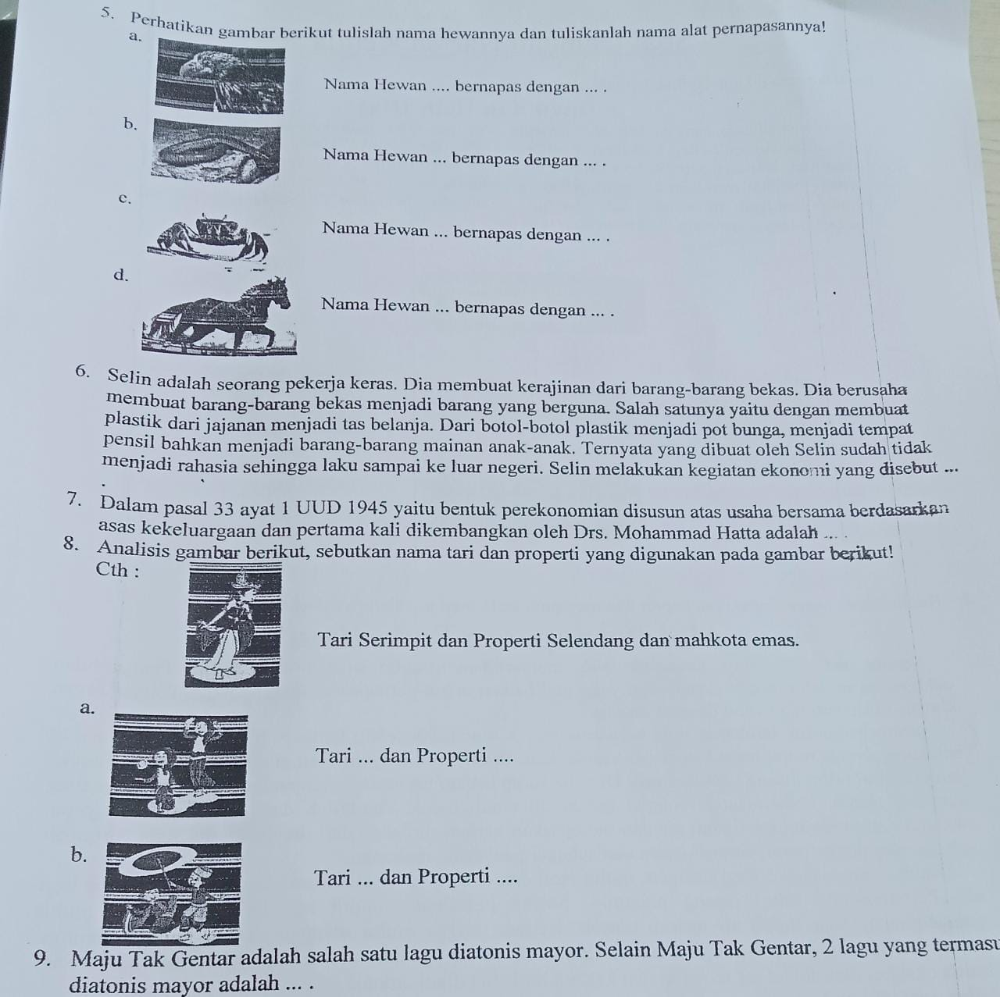 5. Perhatikan gambar berikut tulislah nama hewannya dan tuliskanlah nama alat pernapasannya!
a.
Nama Hewan .... bernapas dengan ... .
b.
Nama Hewan ... bernapas dengan ... .
c.
Nama Hewan ... bernapas dengan ... .
d.
Nama Hewan ... bernapas dengan ... .
6. Selin adalah seorang pekerja keras. Dia membuat kerajinan dari barang-barang bekas. Dia berusaha
membuat barang-barang bekas menjadi barang yang berguna. Salah satunya yaitu dengan membuat
plastik dari jajanan menjadi tas belanja. Dari botol-botol plastik menjadi pot bunga, menjadi tempat
pensil bahkan menjadi barang-barang mainan anak-anak. Ternyata yang dibuat oleh Selin sudah tidak
menjadi rahasia sehingga laku sampai ke luar negeri. Selin melakukan kegiatan ekonomi yang disebut ...
.
7. Dalam pasal 33 ayat 1 UUD 1945 yaitu bentuk perekonomian disusun atas usaha bersama berdasarkan
asas kekeluargaan dan pertama kali dikembangkan oleh Drs. Mohammad Hatta adalah ... .
8. Analisis gambar berikut, sebutkan nama tari dan properti yang digunakan pada gambar berikut!
Cth :
Tari Serimpit dan Properti Selendang dan mahkota emas.
a.
Tari ... dan Properti ....
b.
Tari ... dan Properti ....
9. Maju Tak Gentar adalah salah satu lagu diatonis mayor. Selain Maju Tak Gentar, 2 lagu yang termasu
diatonis mayor adalah ... .